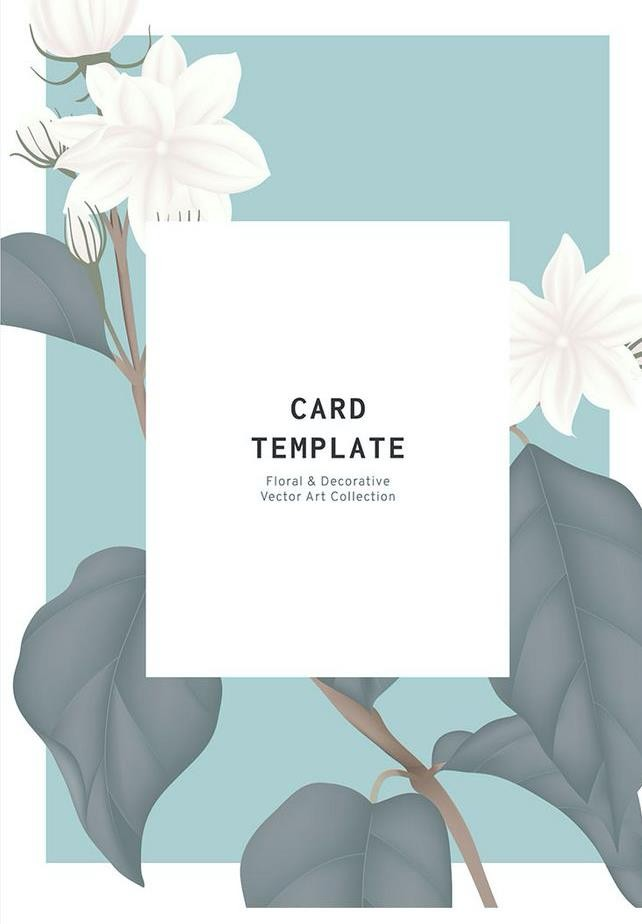 CARD
TEMPLATE
Floral & Decorative
Vector Art Collection